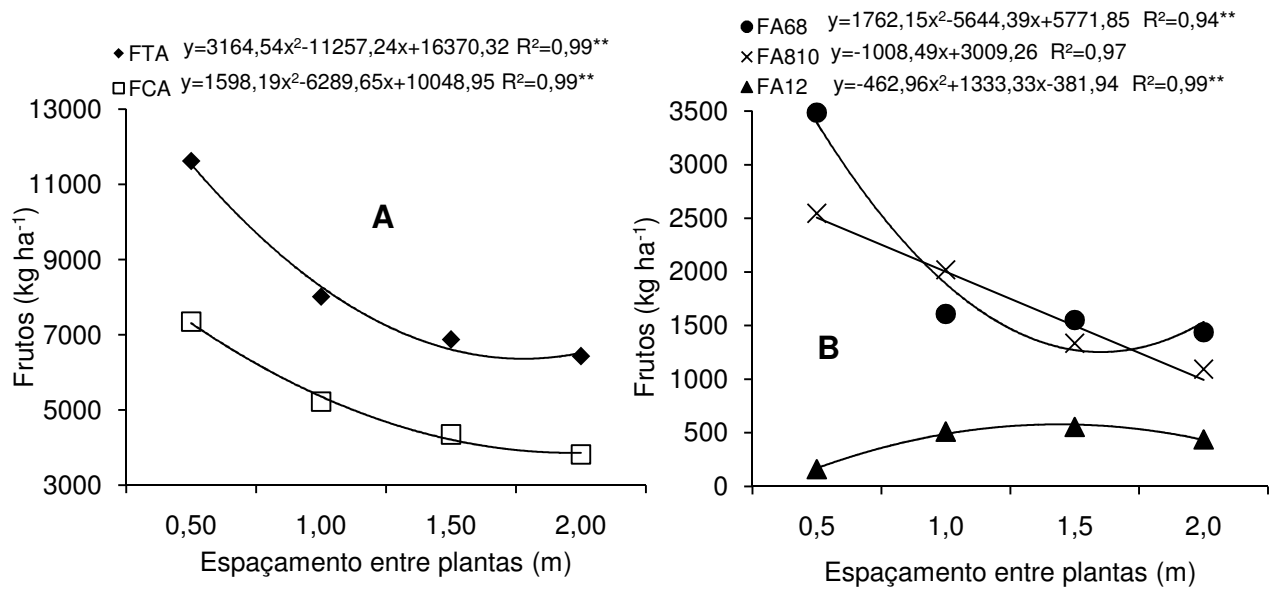 FTA y=3164,54x²-11257,24x+16370,32 R²=0,99**
FCA y=1598,19x²-6289,65x+10048,95 R²=0,99**
13000
11000
9000
7000
5000
3000
Frutos (kg ha⁻¹)
A
0,50 1,00 1,50 2,00
Espaçamento entre plantas (m)
FA68 y=1762,15x²-5644,39x+5771,85 R²=0,94**
FA810 y=-1008,49x+3009,26 R²=0,97
FA12 y=-462,96x²+1333,33x-381,94 R²=0,99**
3500
3000
2500
2000
1500
1000
500
0
Frutos (kg ha⁻¹)
B
0,5 1,0 1,5 2,0
Espaçamento entre plantas (m)